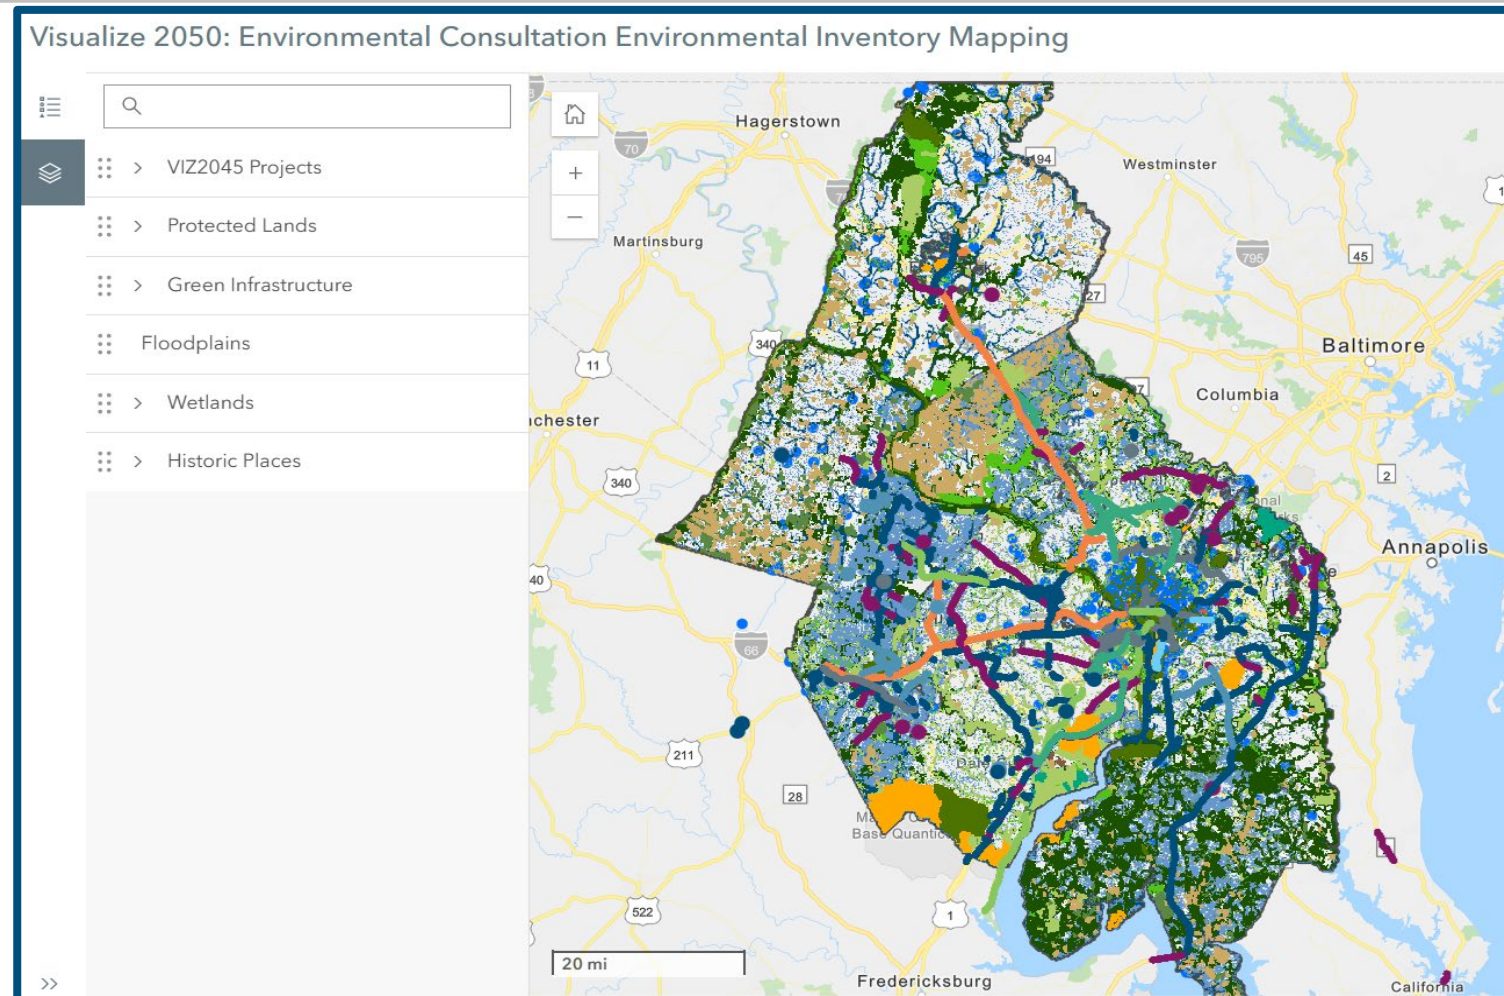 Visualize 2050: Environmental Consultation Environmental Inventory Mapping
VIZ2045 Projects
Protected Lands
Green Infrastructure
Floodplains
Wetlands
Historic Places
Hagerstown
70
194
Westminster
Martinsburg
795
45
27
340
11
Baltimore
Columbia
chester
340
2
Annapolis
40
66
211
28
Dale
Base Quantico
522
1
20 mi
Fredericksburg
California